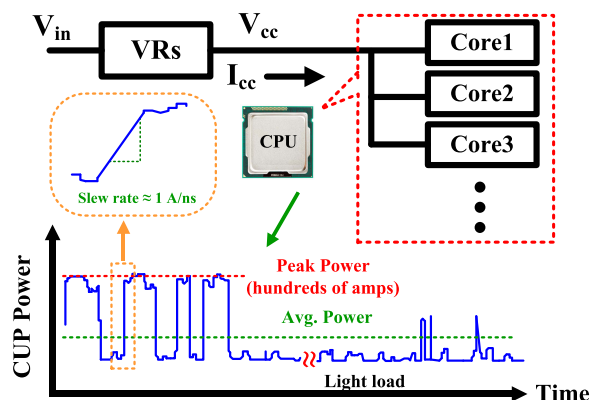 Vin
VRs
Vcc
Icc
Core1
Core2
Core3
CPU
Slew rate ≈ 1 A/ns
Peak Power
(hundreds of amps)
Avg. Power
CUP Power
Light load
Time